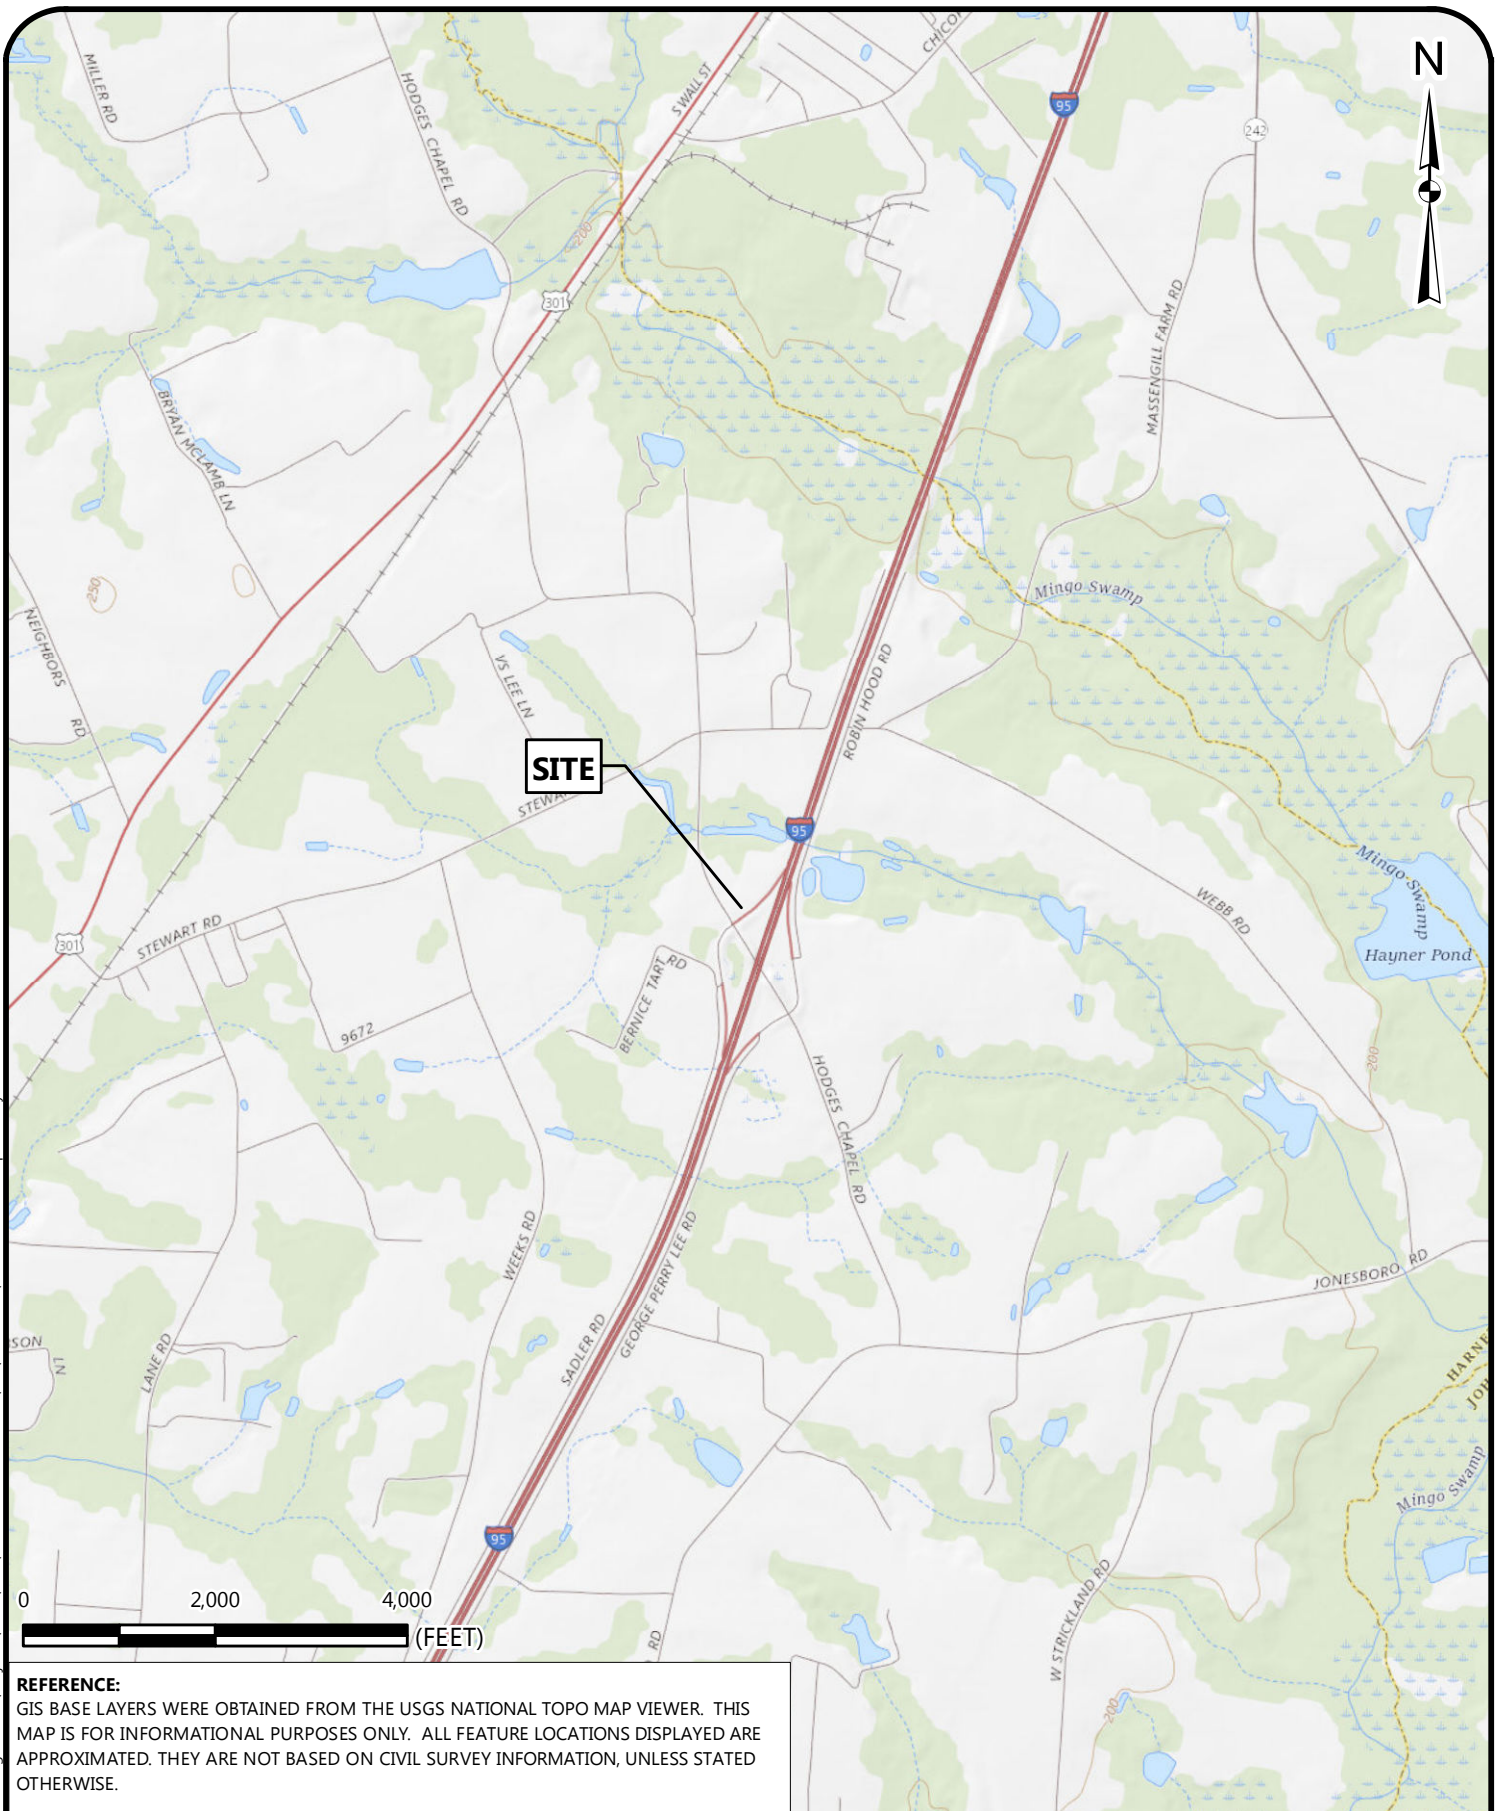 N
MILLER RD
HODGES CHAPEL RD
S WALL ST
95
242
301
200
MASSENGILL FARM RD
BRYAN MCLAMB LN
250
NEIGHBORS RD
VS LEE LN
Mingo Swamp
ROBIN HOOD RD
SITE
95
301
STEWART RD
9672
BERNICE TART RD
WEBB RD
Mingo Swamp
Hayner Pond
200
HODGES CHAPEL RD
WEEKS RD
SADLER RD
GEORGE PERRY LEE RD
JONESBORO RD
LANE RD
LN
Mingo Swamp
95
W STRICKLAND RD
RD
200
0 2,000 4,000
(FEET)
REFERENCE:
GIS BASE LAYERS WERE OBTAINED FROM THE USGS NATIONAL TOPO MAP VIEWER. THIS
MAP IS FOR INFORMATIONAL PURPOSES ONLY. ALL FEATURE LOCATIONS DISPLAYED ARE
APPROXIMATED. THEY ARE NOT BASED ON CIVIL SURVEY INFORMATION, UNLESS STATED
OTHERWISE.